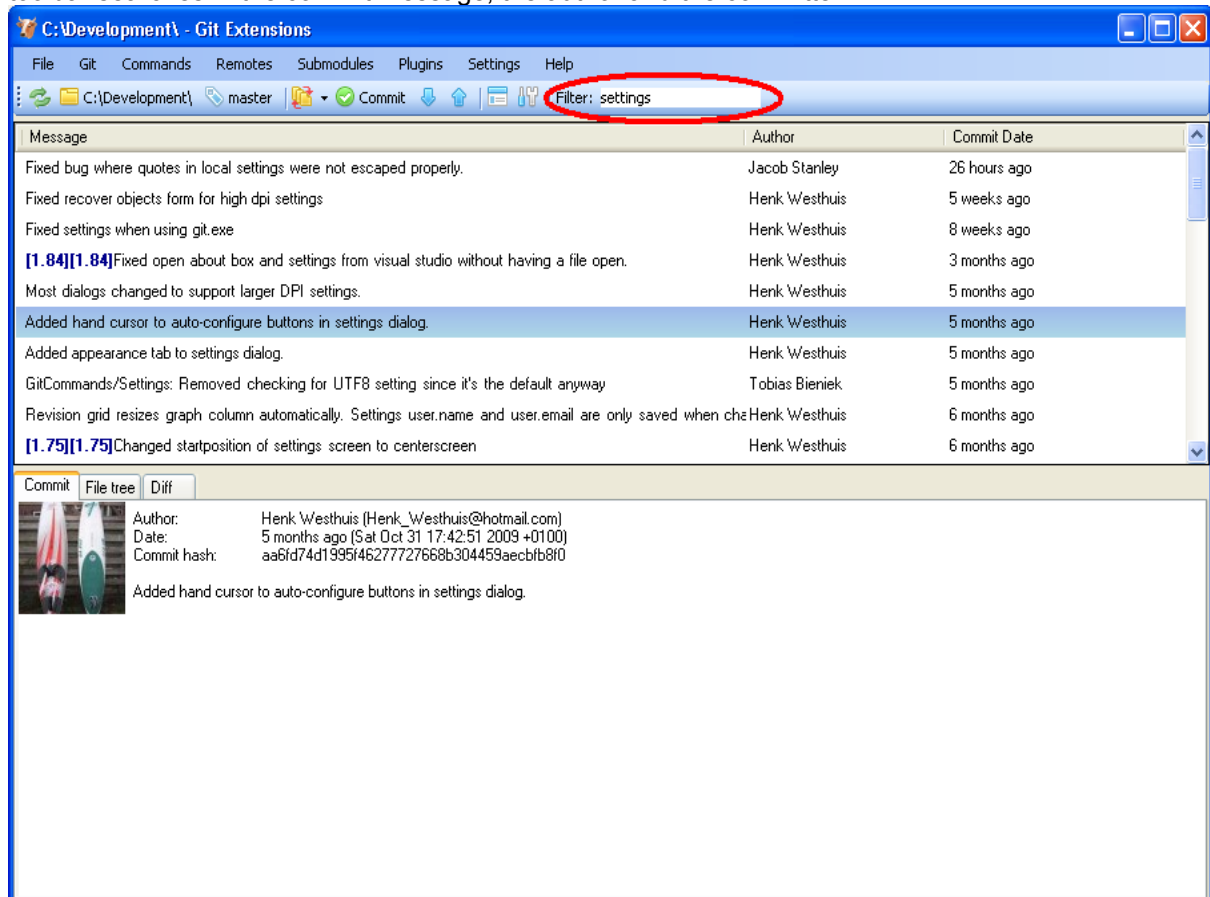 C:\Development\ - Git Extensions
File Git Commands Remotes Submodules Plugins Settings Help
C:\Development\ master Commit Filter: settings
Message Author Commit Date
Fixed bug where quotes in local settings were not escaped properly. Jacob Stanley 26 hours ago
Fixed recover objects form for high dpi settings Henk Westhuis 5 weeks ago
Fixed settings when using git.exe Henk Westhuis 8 weeks ago
[1.84][1.84]Fixed open about box and settings from visual studio without having a file open. Henk Westhuis 3 months ago
Most dialogs changed to support larger DPI settings. Henk Westhuis 5 months ago
Added hand cursor to auto-configure buttons in settings dialog. Henk Westhuis 5 months ago
Added appearance tab to settings dialog. Henk Westhuis 5 months ago
GitCommands/Settings: Removed checking for UTF8 setting since it's the default anyway Tobias Bieniek 5 months ago
Revision grid resizes graph column automatically. Settings user.name and user.email are only saved when cha Henk Westhuis 6 months ago
[1.75][1.75]Changed startposition of settings screen to centerscreen Henk Westhuis 6 months ago
Commit File tree Diff
Author: Henk Westhuis (Henk_Westhuis@hotmail.com)
Date: 5 months ago (Sat Oct 31 17:42:51 2009 +0100)
Commit hash: aa6fd74d1995f46277727668b304459aecbfb8f0
Added hand cursor to auto-configure buttons in settings dialog.